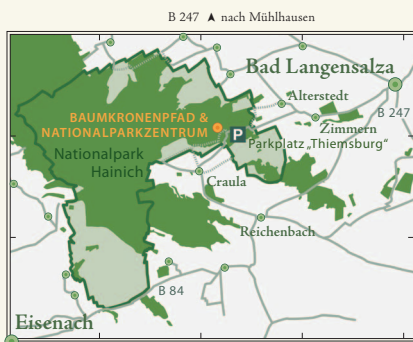 B 247 ▲ nach Mühlhausen
Bad Langensalza
Alterstedt
B 247
BAUMKRONENPFAD &
NATIONALPARKZENTRUM
P
Zimmern
Parkplatz „Thiemsburg"
Nationalpark
Hainich
Craula
Reichenbach
B 84
Eisenach